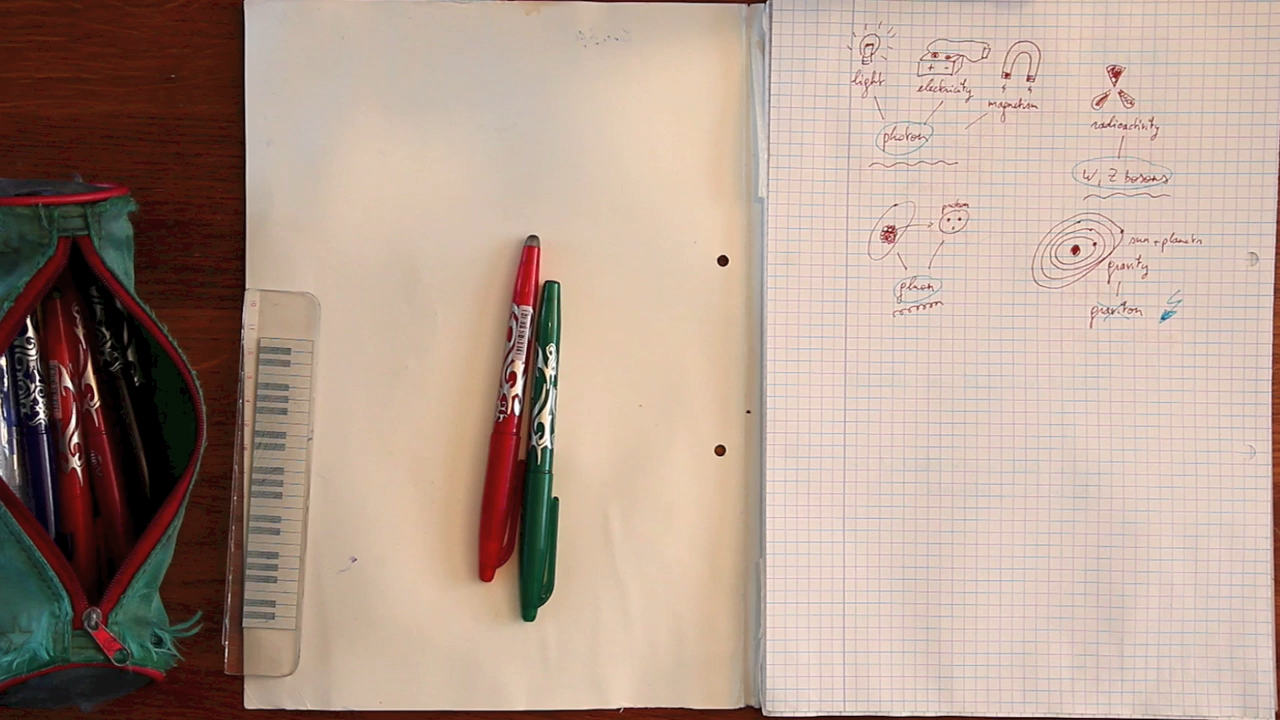 light
electricity
magnetism
radioactivity
photon
W, Z bosons
proton
sun + planets
gravity
gluon
graviton